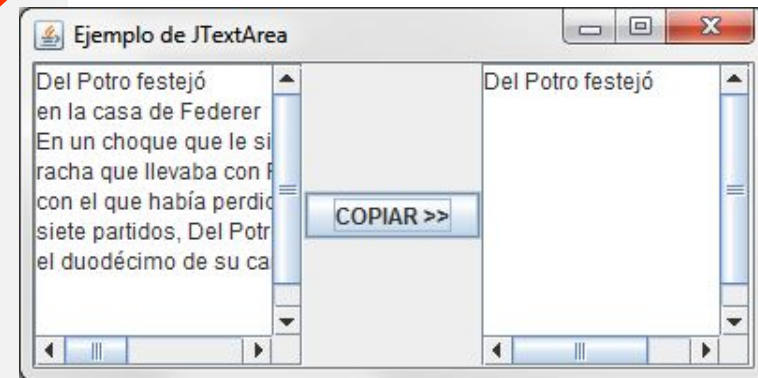 Ejemplo de JTextArea
Del Potro festejó
en la casa de Federer
En un choque que le si
racha que llevaba con
con el que había perdid
siete partidos, Del Potr
el duodécimo de su ca
COPIAR >>
Del Potro festejó